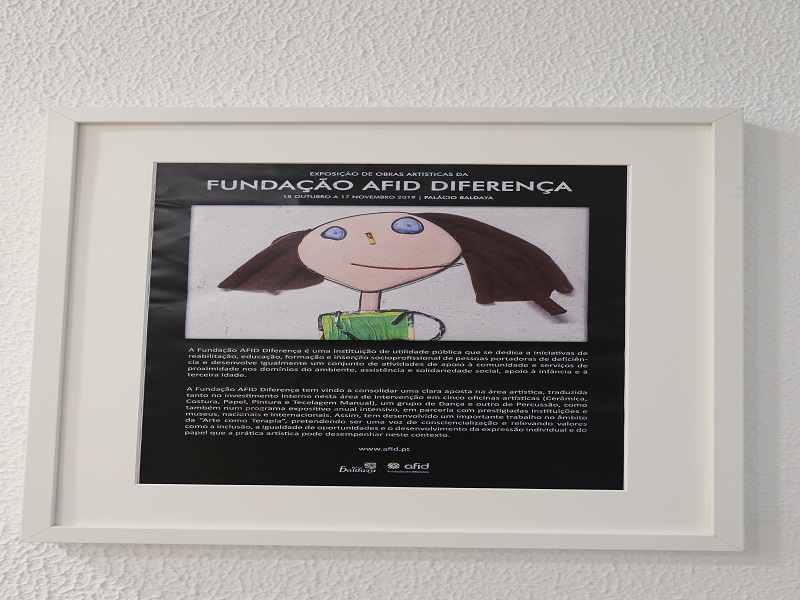 EXPOSIÇÃO DE OBRAS ARTÍSTICAS DA
FUNDAÇÃO AFID DIFERENÇA
18 OUTUBRO A 17 NOVEMBRO 2019 | PALÁCIO BALDAYA
A Fundação AFID Diferença é uma instituição de utilidade pública que se dedica a iniciativas de
reabilitação, educação, formação e inserção socioprofissional de pessoas portadoras de deficiên-
cia e desenvolve igualmente um conjunto de atividades de apoio à comunidade e serviços de
proximidade nos domínios do ambiente, assistência e solidariedade social, apoio à infância e à
terceira idade.
A Fundação AFID Diferença tem vindo a consolidar uma clara aposta na área artística, traduzida
tanto no investimento interno nesta área de intervenção em cinco oficinas artísticas (Cerâmica,
Costura, Papel, Pintura e Tecelagem Manual), um grupo de Dança e outro de Percussão, como
também num programa expositivo anual intensivo, em parceria com prestigiadas instituições e
museus, nacionais e internacionais. Assim, tem desenvolvido um importante trabalho no âmbito
da "Arte como Terapia", pretendendo ser uma voz de consciencialização e relevando valores
como a inclusão, a igualdade de oportunidades e o desenvolvimento da expressão individual e do
papel que a prática artística pode desempenhar neste contexto.
www.afid.pt
Baldaya afid